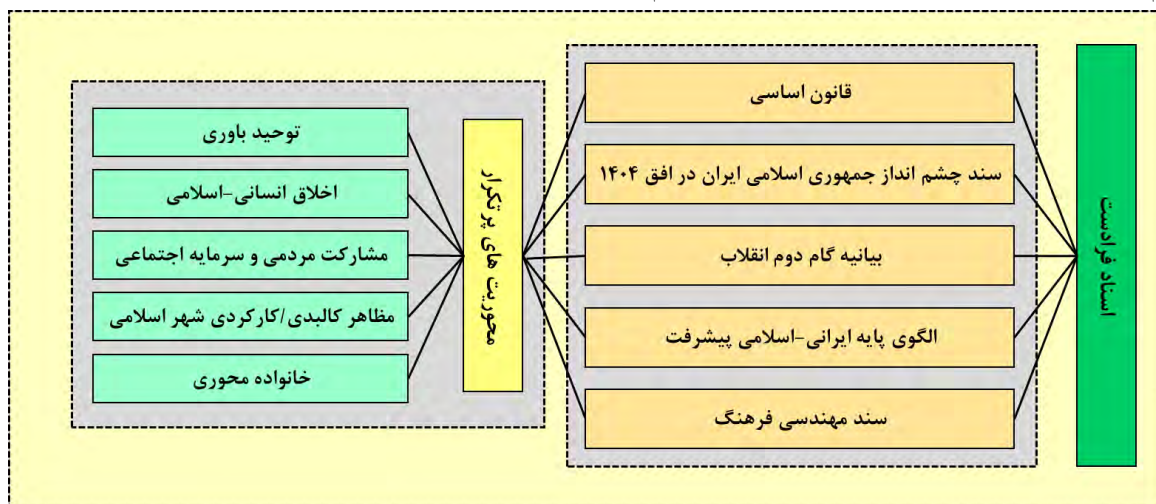 اسناد فرادست
قانون اساسی
سند چشم انداز جمهوری اسلامی ایران در افق ۱۴۰۴
بیانیه گام دوم انقلاب
الگوی پایه ایرانی-اسلامی پیشرفت
سند مهندسی فرهنگ
محوریت های پرتکرار
توحید باوری
اخلاق انسانی-اسلامی
مشارکت مردمی و سرمایه اجتماعی
مظاهر کالبدی/کارکردی شهر اسلامی
خانواده محوری